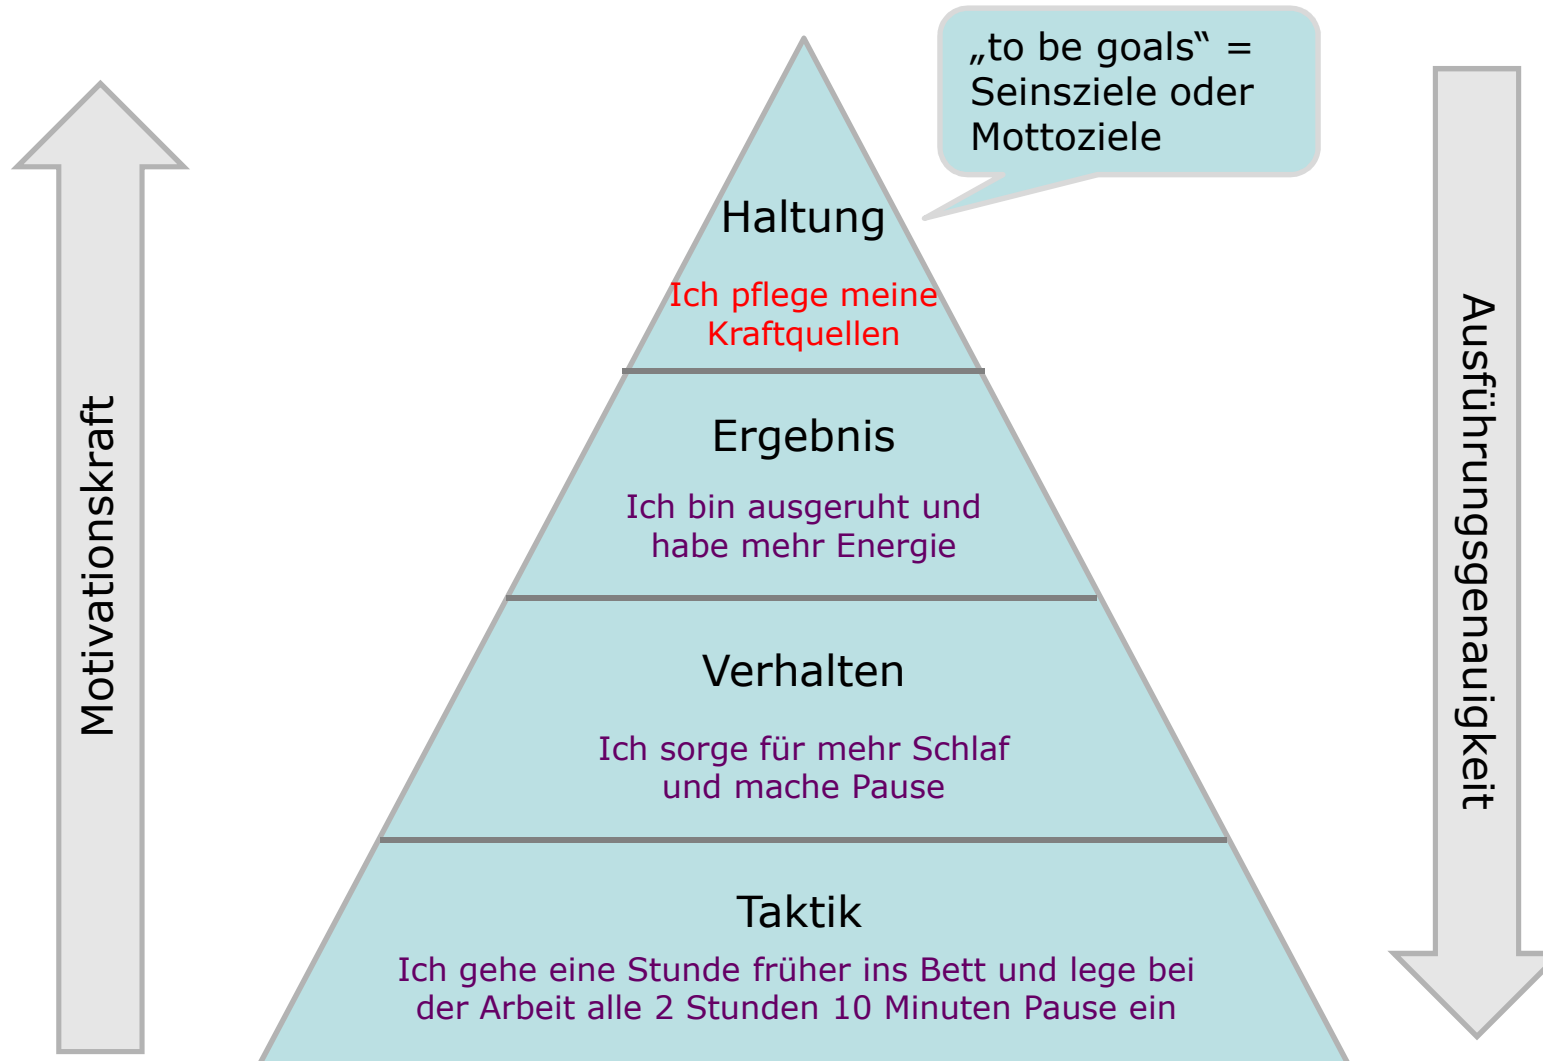 „to be goals“ =
Seinsziele oder
Mottoziele
Haltung
Ich pflege meine
Kraftquellen
Ergebnis
Ich bin ausgeruht und
habe mehr Energie
Verhalten
Ich sorge für mehr Schlaf
und mache Pause
Taktik
Ich gehe eine Stunde früher ins Bett und lege bei
der Arbeit alle 2 Stunden 10 Minuten Pause ein
Motivationskraft
Ausführungsgenauigkeit